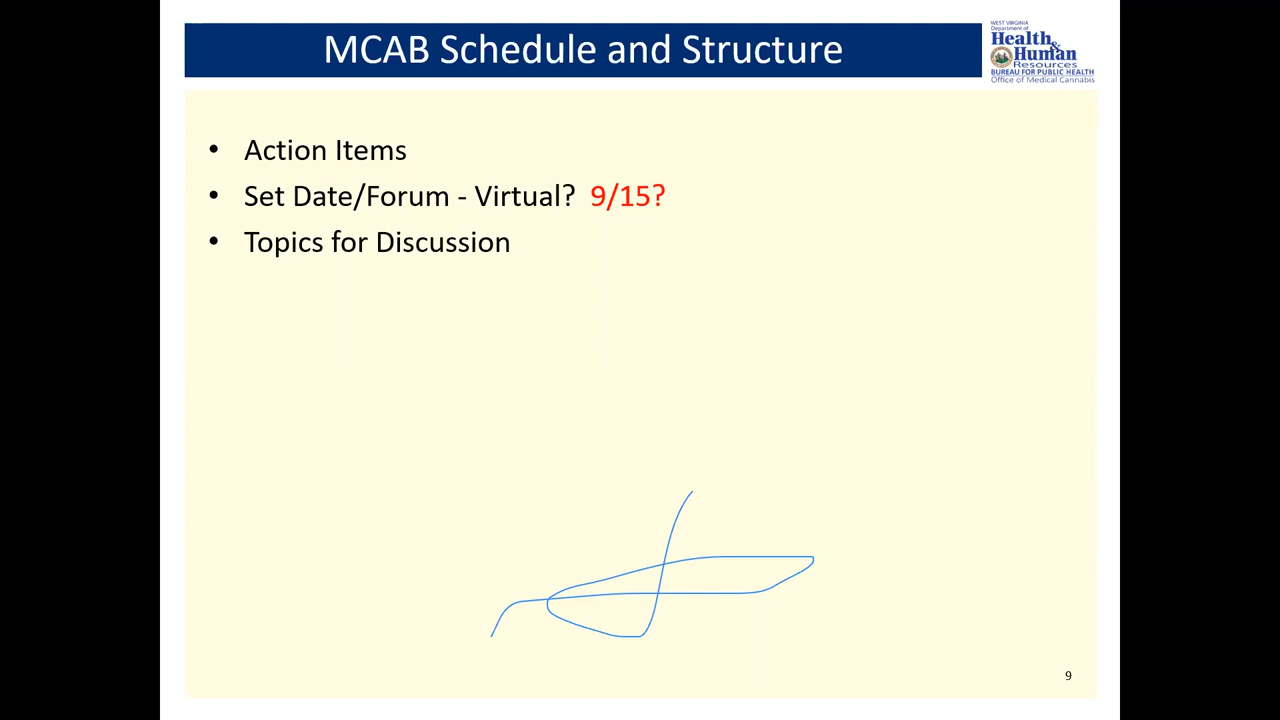 MCAB Schedule and Structure
WEST VIRGINIA
Department of
Health &
Human
Resources
BUREAU FOR PUBLIC HEALTH
Office of Medical Cannabis
• Action Items
• Set Date/Forum - Virtual? 9/15?
• Topics for Discussion
9